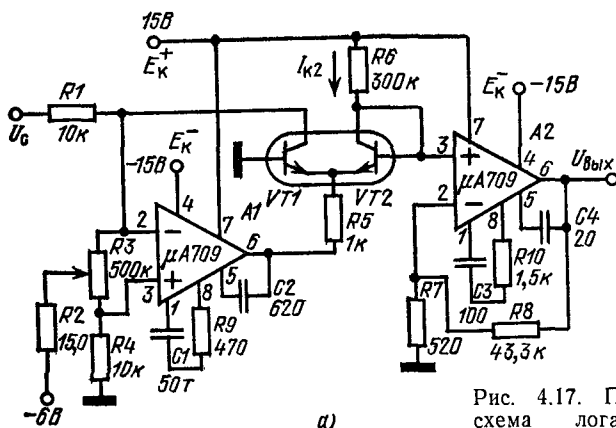 15В
E к +
R1
10к
U с
-15В
E к −
4
7
A1
2
−
μA709
6
+
3
R3
500к
R2
15,0
R4
10к
-6В
1
8
5
C2
620
R9
470
C1
50т
I к2
R6
300к
VT1
VT2
R5
1к
E к −
-15В
A2
7
4
3
+
μA709
6
U вых
2
−
5
C4
20
1
8
R10
1,5к
C3
100
R7
520
R8
43,3к
а)
Рис. 4.17. П
схема лога